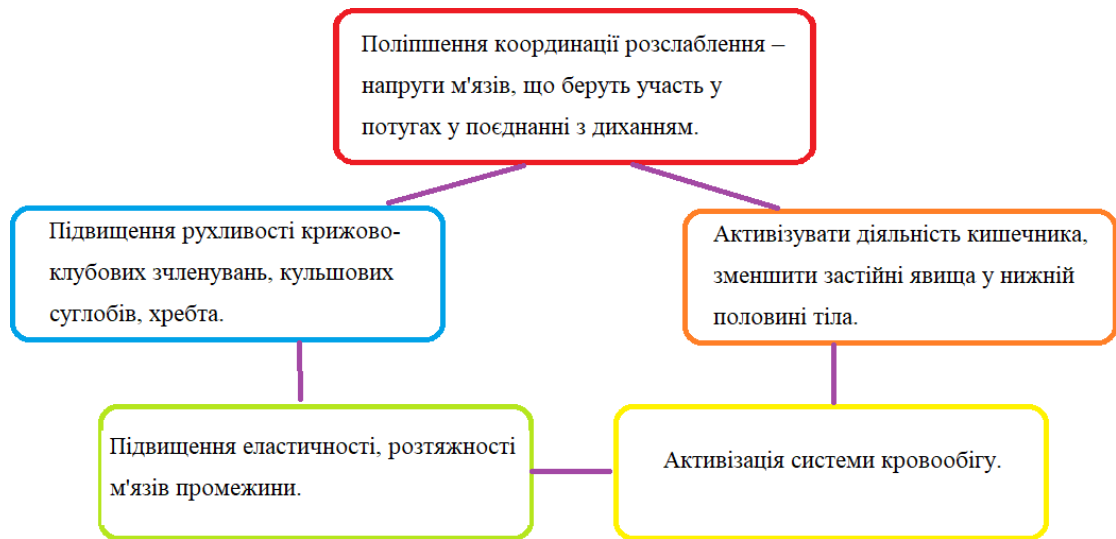 Поліпшення координації розслаблення –
напруги м'язів, що беруть участь у
потугах у поєднанні з диханням.
Підвищення рухливості крижово-
клубових зчленувань, кульшових
суглобів, хребта.
Активізувати діяльність кишечника,
зменшити застійні явища у нижній
половині тіла.
Підвищення еластичності, розтяжності
м'язів промежини.
Активізація системи кровообігу.